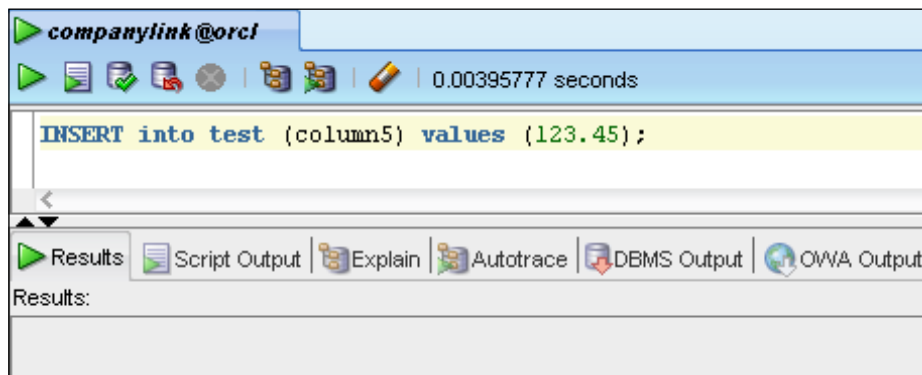 companylink@orcl
0.00395777 seconds
INSERT into test (column5) values (123.45);
Results Script Output Explain Autotrace DBMS Output OWA Output
Results: